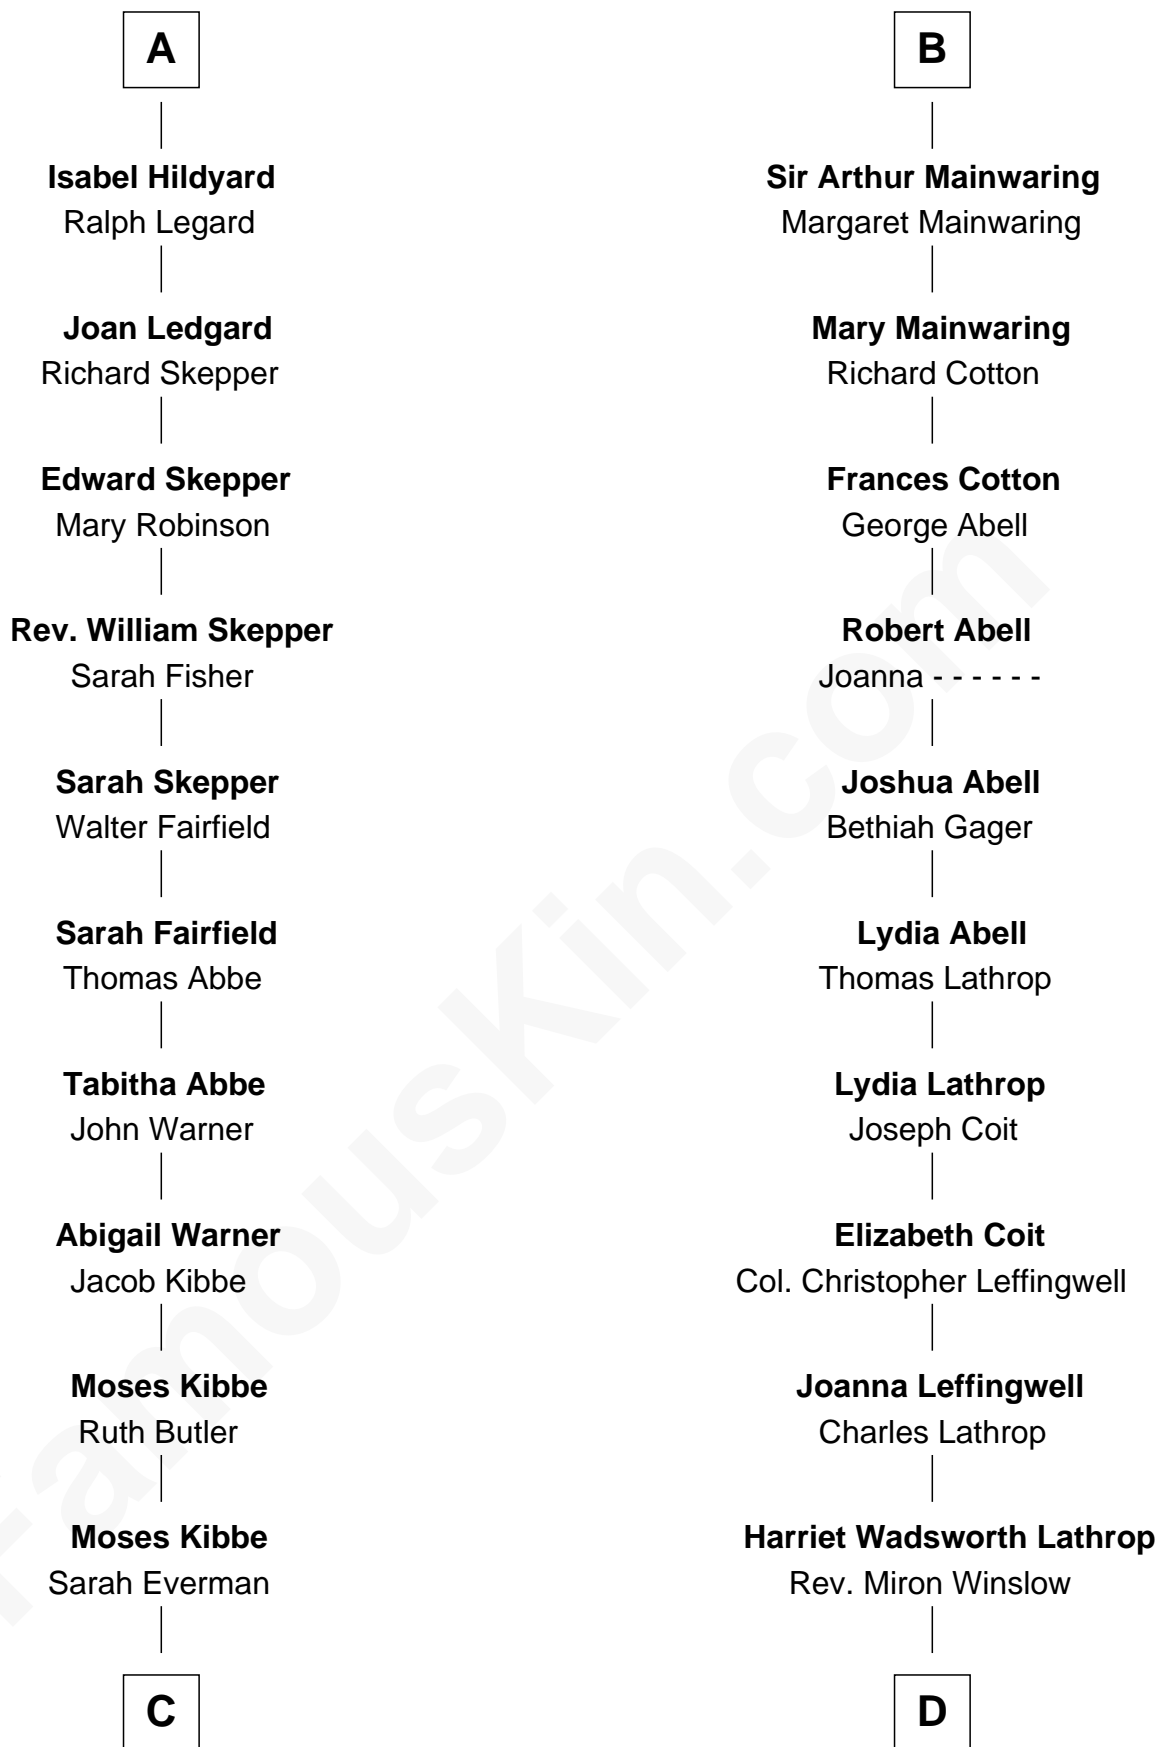 A
Isabel Hildyard
Ralph Legard
Joan Ledgard
Richard Skepper
Edward Skepper
Mary Robinson
Rev. William Skepper
Sarah Fisher
Sarah Skepper
Walter Fairfield
Sarah Fairfield
Thomas Abbe
Tabitha Abbe
John Warner
Abigail Warner
Jacob Kibbe
Moses Kibbe
Ruth Butler
Moses Kibbe
Sarah Everman
C
B
Sir Arthur Mainwaring
Margaret Mainwaring
Mary Mainwaring
Richard Cotton
Frances Cotton
George Abell
Robert Abell
Joanna - - - - - -
Joshua Abell
Bethiah Gager
Lydia Abell
Thomas Lathrop
Lydia Lathrop
Joseph Coit
Elizabeth Coit
Col. Christopher Leffingwell
Joanna Leffingwell
Charles Lathrop
Harriet Wadsworth Lathrop
Rev. Miron Winslow
D
FamousKin.com